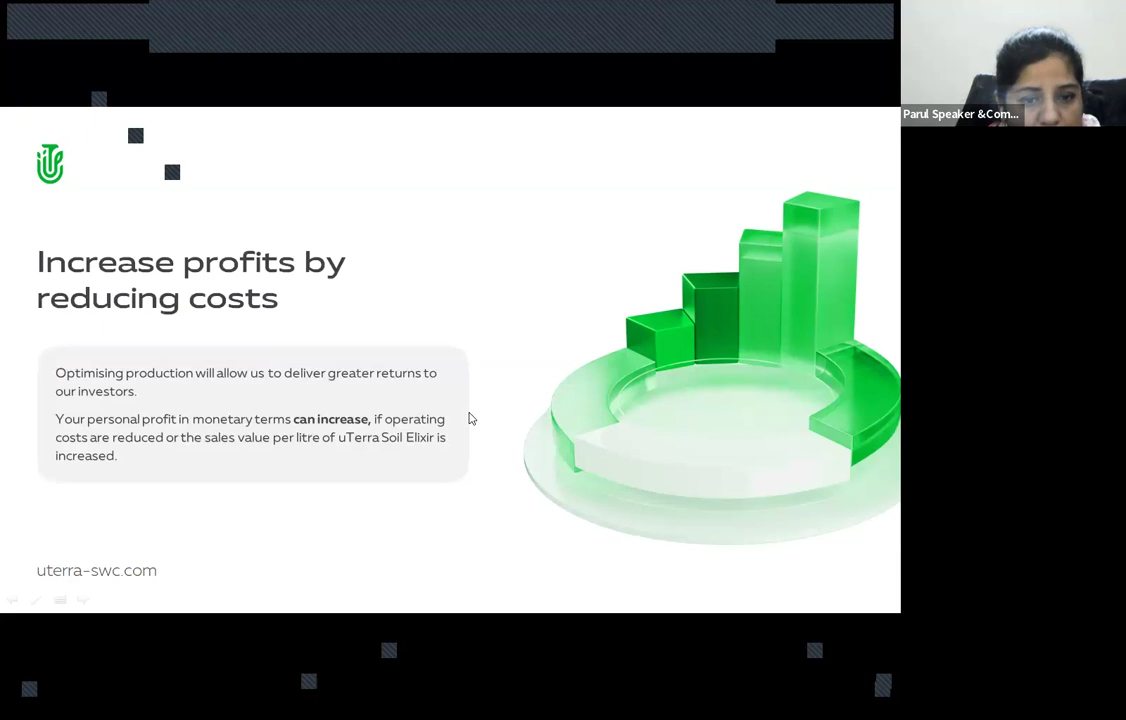 Parul Speaker &Com...
Increase profits by
reducing costs
Optimising production will allow us to deliver greater returns to
our investors.
Your personal profit in monetary terms can increase, if operating
costs are reduced or the sales value per litre of uTerra Soil Elixir is
increased.
uterra-swc.com